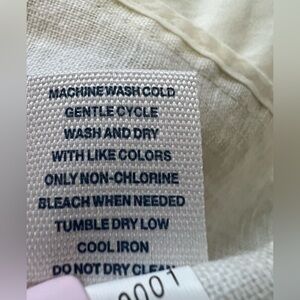 MACHINE WASH COLD
GENTLE CYCLE
WASH AND DRY
WITH LIKE COLORS
ONLY NON-CHLORINE
BLEACH WHEN NEEDED
TUMBLE DRY LOW
COOL IRON
DO NOT DRY CLEAN
0001